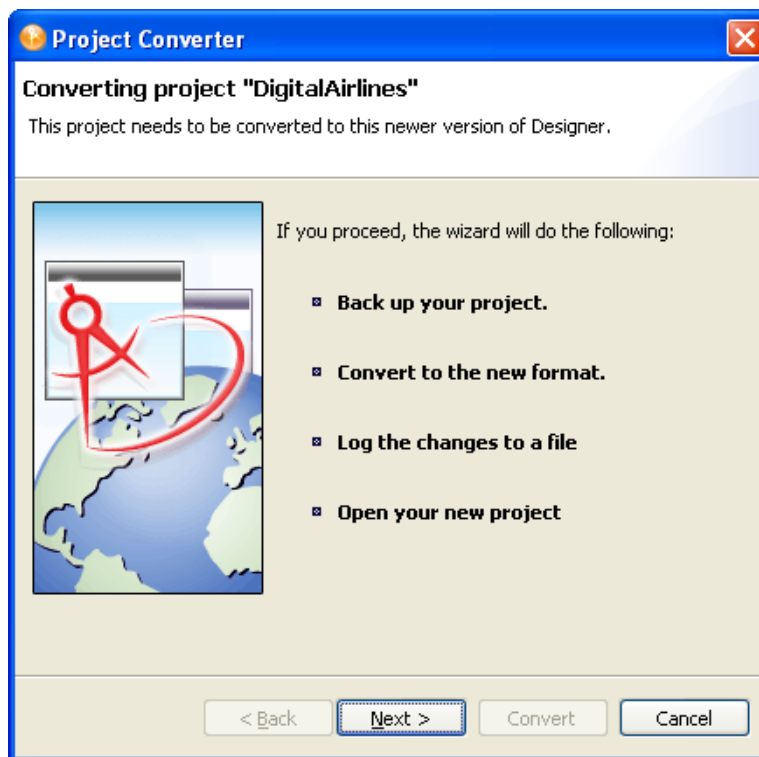 Project Converter
Converting project "DigitalAirlines"
This project needs to be converted to this newer version of Designer.
If you proceed, the wizard will do the following:
Back up your project.
Convert to the new format.
Log the changes to a file
Open your new project
< Back Next > Convert Cancel